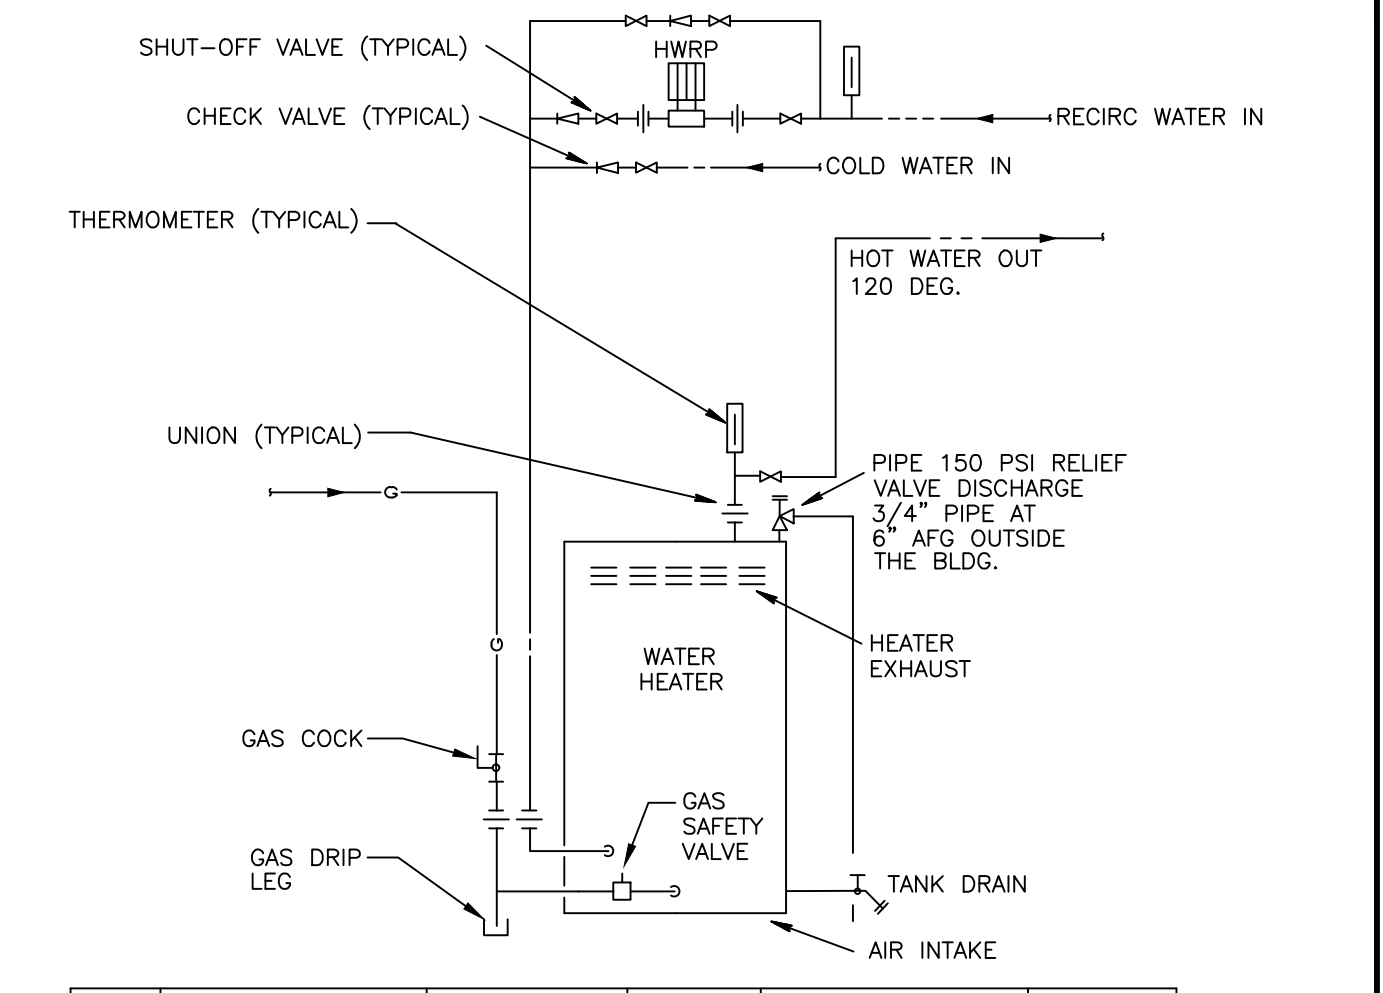 SHUT-OFF VALVE (TYPICAL)
HWRP
CHECK VALVE (TYPICAL)
RECIRC WATER IN
COLD WATER IN
THERMOMETER (TYPICAL)
HOT WATER OUT
120 DEG.
UNION (TYPICAL)
PIPE 150 PSI RELIEF
VALVE DISCHARGE
3/4" PIPE AT
6" AFG OUTSIDE
THE BLDG.
G
G
HEATER
EXHAUST
WATER
HEATER
GAS COCK
GAS
SAFETY
VALVE
GAS DRIP
LEG
TANK DRAIN
AIR INTAKE